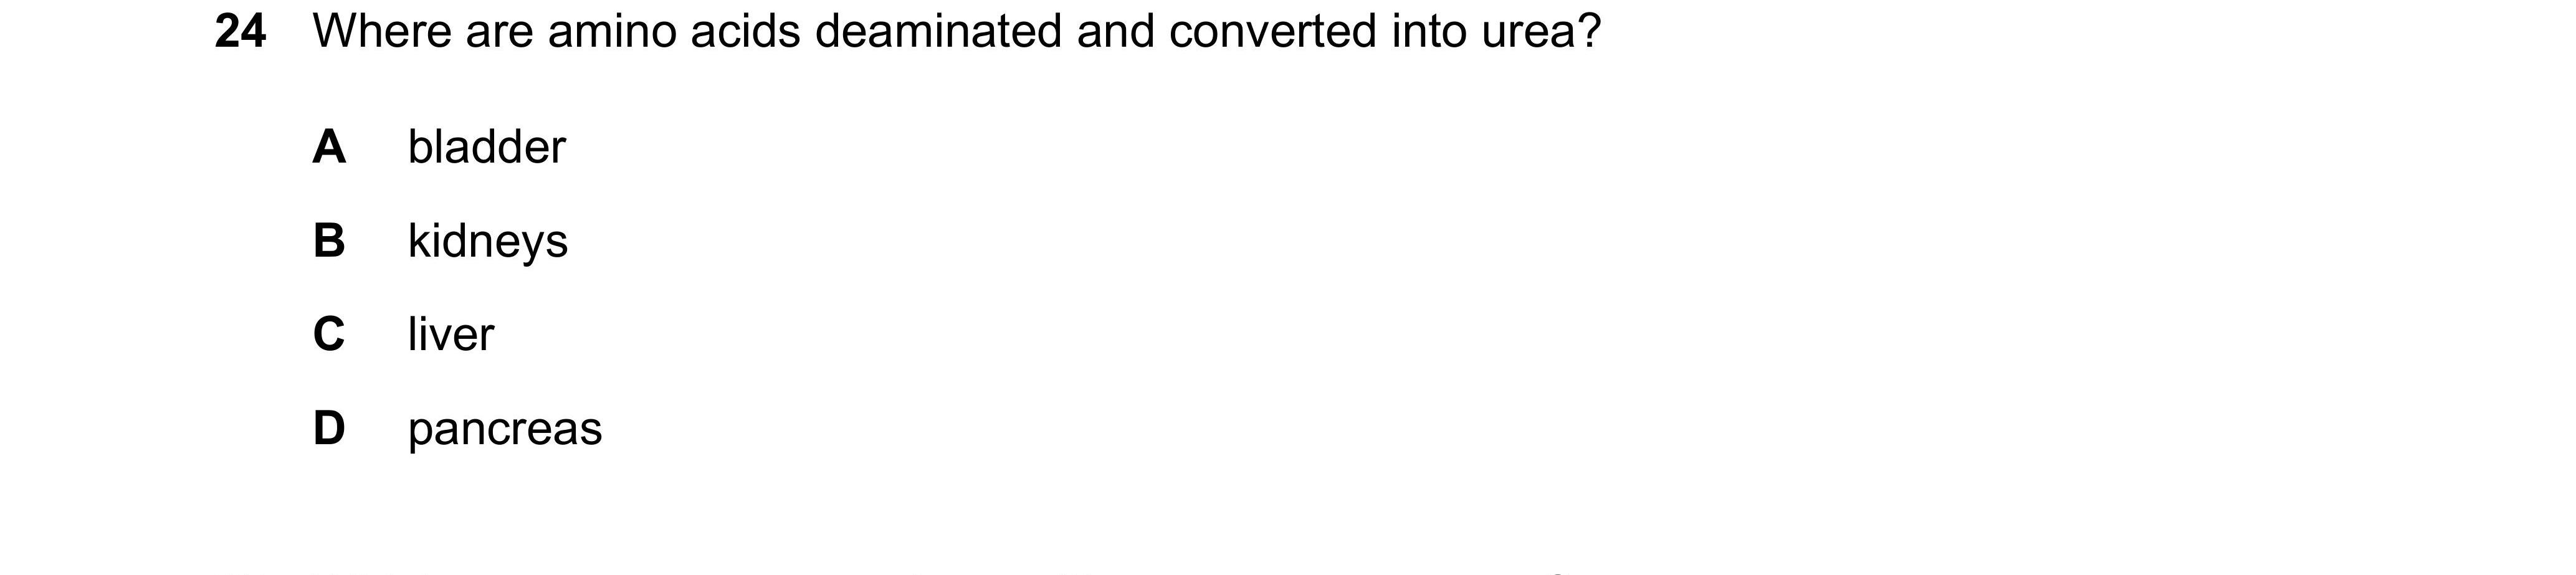 24 Where are amino acids deaminated and converted into urea?
A bladder
B kidneys
C liver
D pancreas